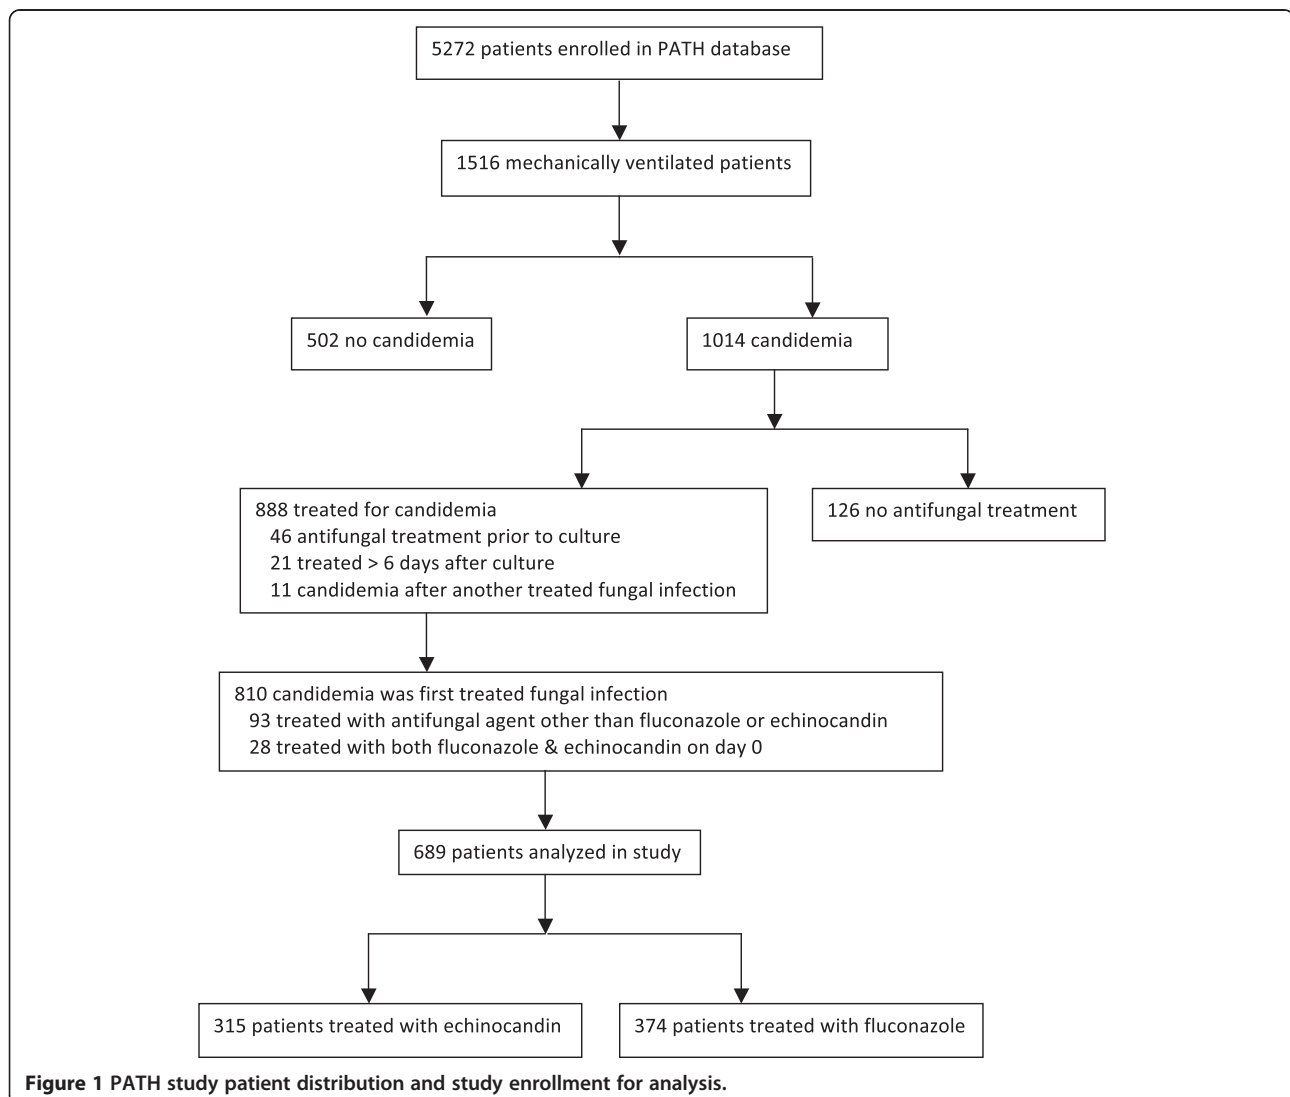 5272 patients enrolled in PATH database
1516 mechanically ventilated patients
502 no candidemia
1014 candidemia
888 treated for candidemia
46 antifungal treatment prior to culture
21 treated > 6 days after culture
11 candidemia after another treated fungal infection
126 no antifungal treatment
810 candidemia was first treated fungal infection
93 treated with antifungal agent other than fluconazole or echinocandin
28 treated with both fluconazole & echinocandin on day 0
689 patients analyzed in study
315 patients treated with echinocandin
374 patients treated with fluconazole
Figure 1 PATH study patient distribution and study enrollment for analysis.